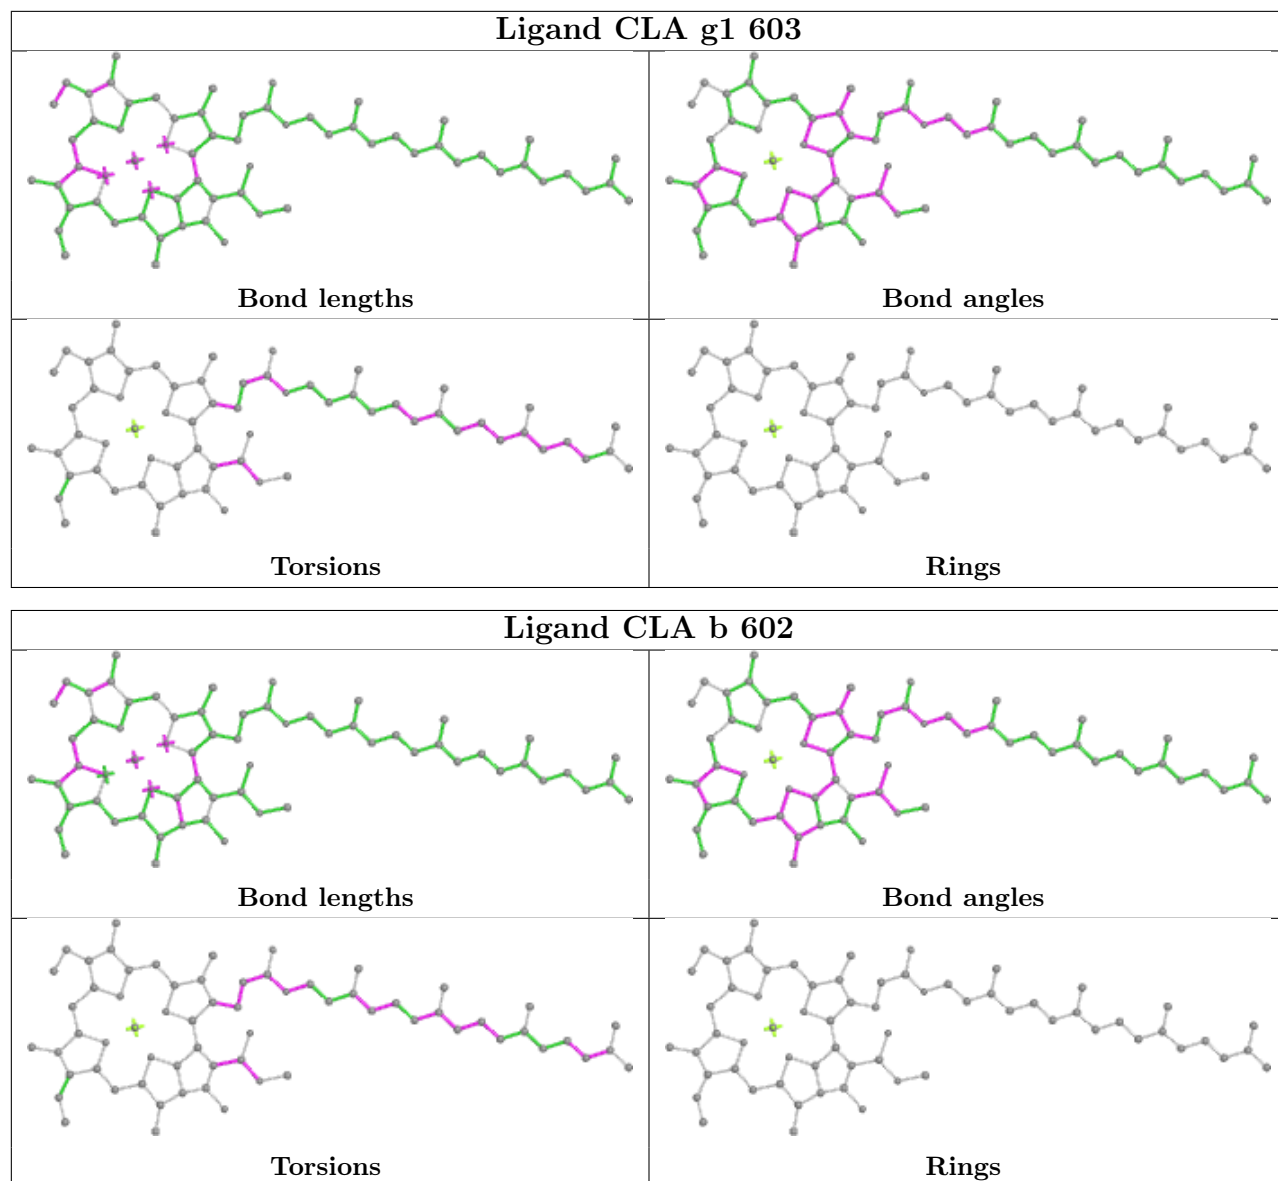 Ligand CLA g1 603
Bond lengths
Bond angles
Torsions
Rings
Ligand CLA b 602
Bond lengths
Bond angles
Torsions
Rings